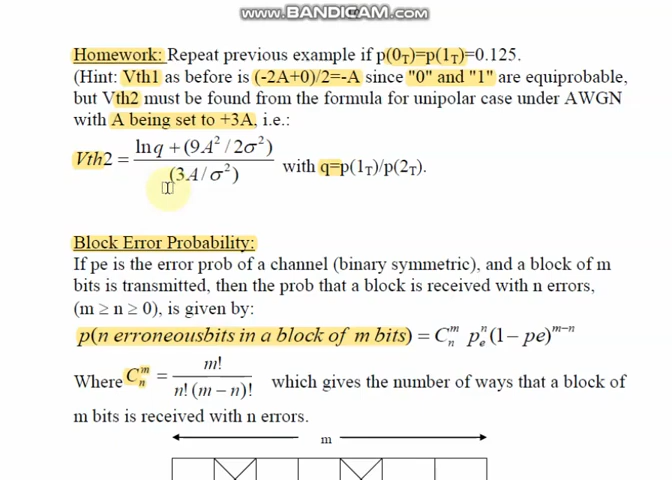 www.BANDICAM.com
Homework: Repeat previous example if p(0T)=p(1T)=0.125.
(Hint: Vth1 as before is (-2A+0)/2=-A since "0" and "1" are equiprobable,
but Vth2 must be found from the formula for unipolar case under AWGN
with A being set to +3A, i.e.:
Vth2 = (ln q + (9A²/2σ²)) / (3A/σ²) with q=p(1T)/p(2T).
Block Error Probability:
If pe is the error prob of a channel (binary symmetric), and a block of m
bits is transmitted, then the prob that a block is received with n errors,
(m ≥ n ≥ 0), is given by:
p(n erroneousbits in a block of m bits) = C_n^m p_e^n (1 − pe)^{m−n}
Where C_n^m = m! / n!(m − n)! which gives the number of ways that a block of
m bits is received with n errors.
m